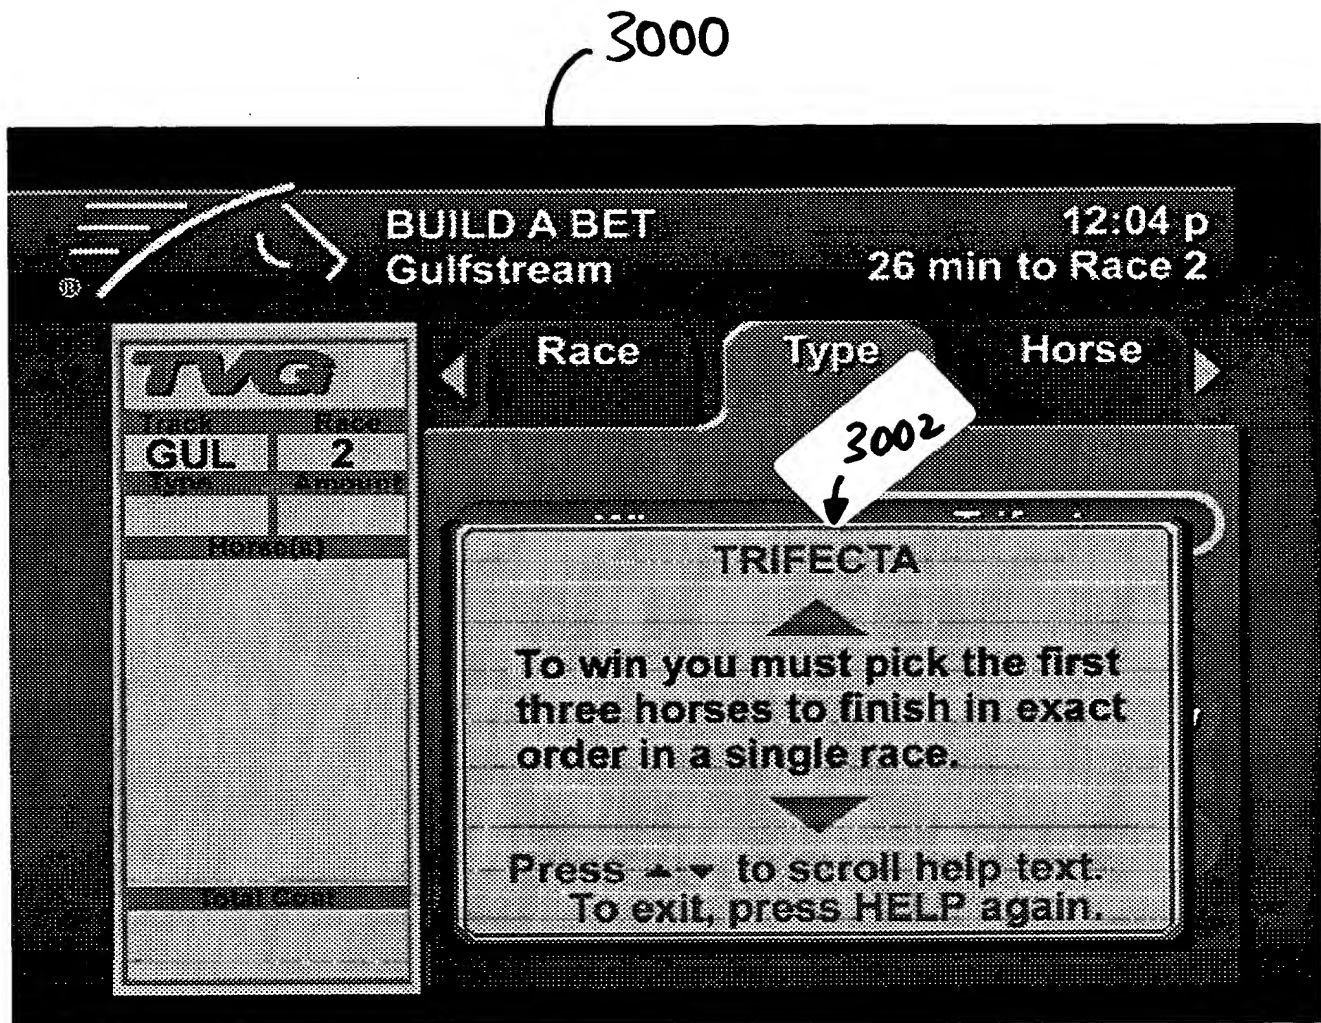 3000
BUILD A BET
Gulfstream
12:04 p
26 min to Race 2
®
TVG
Track Race
GUL 2
Type Amount
Horse(s)
Total Cost
Race Type Horse
3002
TRIFECTA
To win you must pick the first
three horses to finish in exact
order in a single race.
Press ▲ ▼ to scroll help text.
To exit, press HELP again.